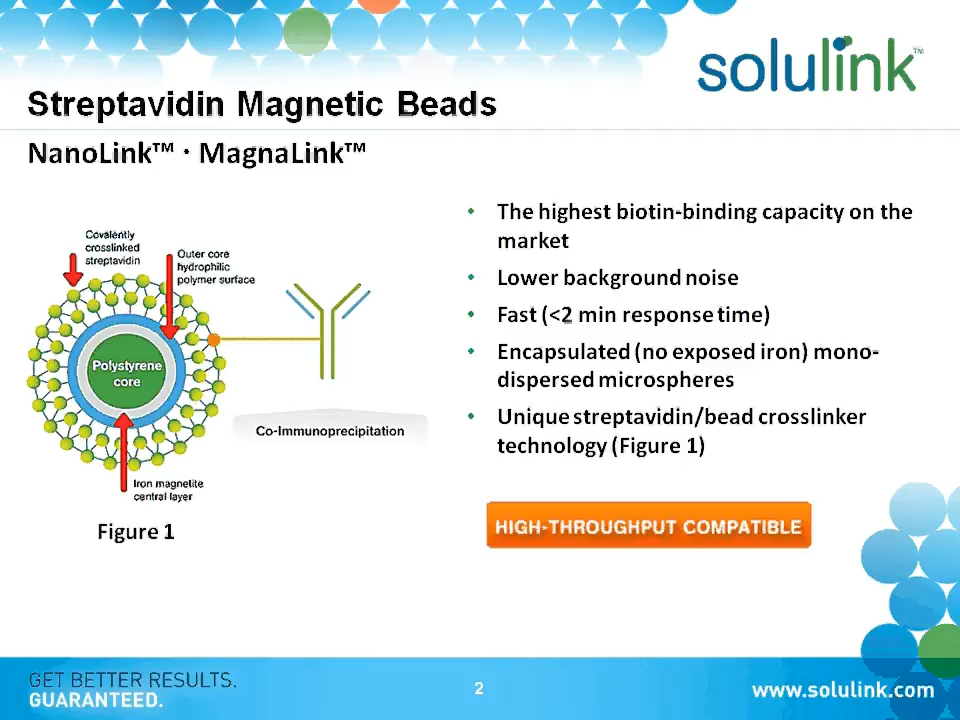 solulink™
Streptavidin Magnetic Beads
NanoLink™ · MagnaLink™
Covalently
crosslinked
streptavidin
Outer core
hydrophilic
polymer surface
Polystyrene
core
Co-Immunoprecipitation
Iron magnetite
central layer
Figure 1
• The highest biotin-binding capacity on the
market
• Lower background noise
• Fast (<2 min response time)
• Encapsulated (no exposed iron) mono-
dispersed microspheres
• Unique streptavidin/bead crosslinker
technology (Figure 1)
HIGH-THROUGHPUT COMPATIBLE
GET BETTER RESULTS.
GUARANTEED.
2
www.solulink.com